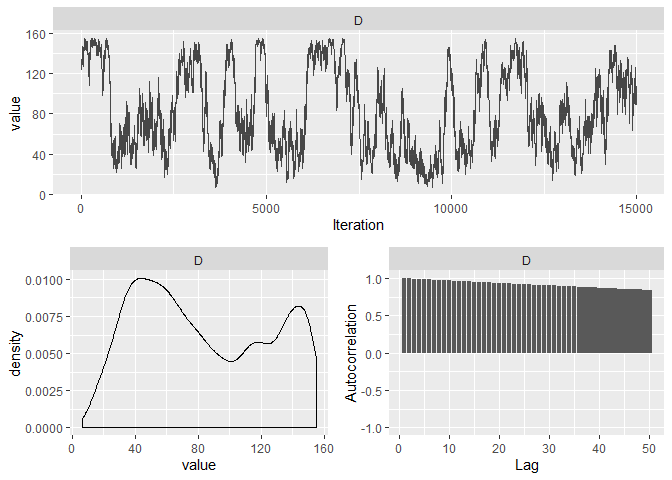 D
160
120
80
40
0
value
0 5000 10000 15000
Iteration
D D
0.0100
0.0075
0.0050
0.0025
0.0000
density
0 40 80 120 160
value
1.0
0.5
0.0
-0.5
-1.0
Autocorrelation
0 10 20 30 40 50
Lag